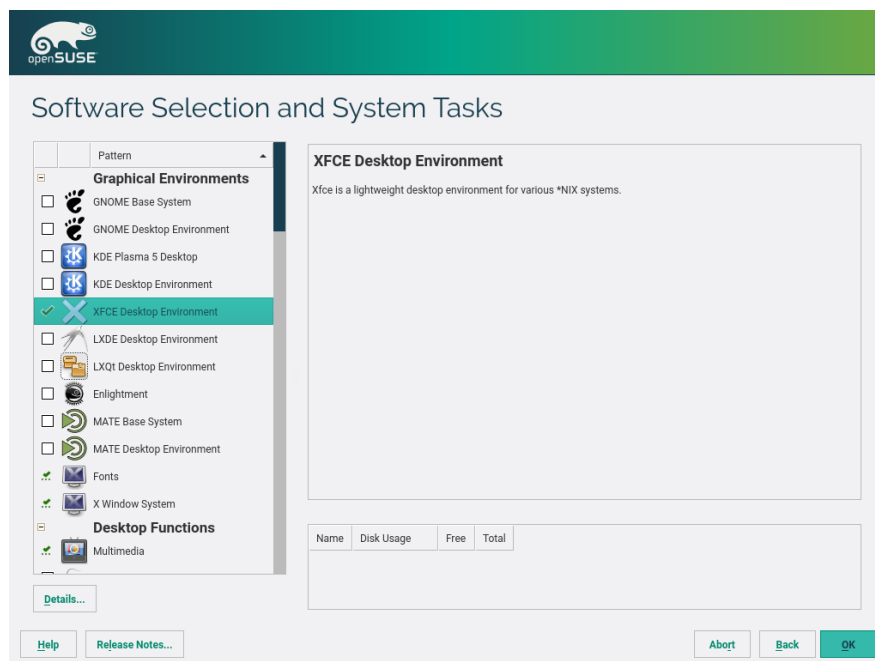 openSUSE
Software Selection and System Tasks
Pattern
Graphical Environments
GNOME Base System
GNOME Desktop Environment
KDE Plasma 5 Desktop
KDE Desktop Environment
XFCE Desktop Environment
LXDE Desktop Environment
LXQt Desktop Environment
Enlightment
MATE Base System
MATE Desktop Environment
Fonts
X Window System
Desktop Functions
Multimedia
Details...
XFCE Desktop Environment
Xfce is a lightweight desktop environment for various *NIX systems.
Name Disk Usage Free Total
Help Release Notes... Abort Back OK